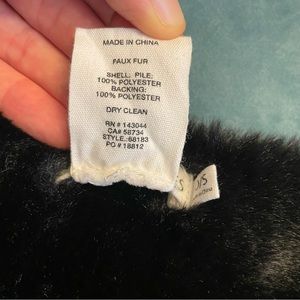 MADE IN CHINA
FAUX FUR
SHELL: PILE:
100% POLYESTER
BACKING:
100% POLYESTER
DRY CLEAN
RN # 143044
CA# 58734
STYLE.:68183
PO # 18812
O/S